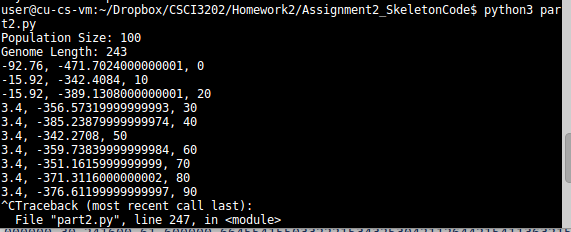 user@cu-cs-vm:~/Dropbox/CSCI3202/Homework2/Assignment2_SkeletonCode$ python3 par
t2.py
Population Size: 100
Genome Length: 243
-92.76, -471.7024000000001, 0
-15.92, -342.4084, 10
-15.92, -389.1308000000001, 20
3.4, -356.57319999999993, 30
3.4, -385.23879999999974, 40
3.4, -342.2708, 50
3.4, -359.73839999999984, 60
3.4, -351.1615999999999, 70
3.4, -371.3116000000002, 80
3.4, -376.61199999999997, 90
^CTraceback (most recent call last):
  File "part2.py", line 247, in <module>